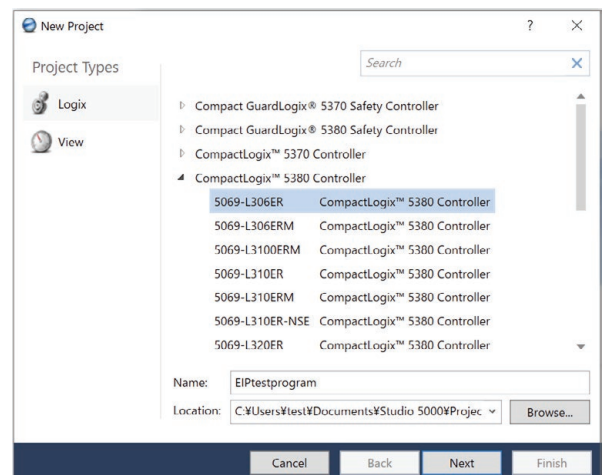 New Project
?
Project Types
Search
Logix
View
Compact GuardLogix® 5370 Safety Controller
Compact GuardLogix® 5380 Safety Controller
CompactLogix™ 5370 Controller
CompactLogix™ 5380 Controller
5069-L306ER CompactLogix™ 5380 Controller
5069-L306ERM CompactLogix™ 5380 Controller
5069-L3100ERM CompactLogix™ 5380 Controller
5069-L310ER CompactLogix™ 5380 Controller
5069-L310ERM CompactLogix™ 5380 Controller
5069-L310ER-NSE CompactLogix™ 5380 Controller
5069-L320ER CompactLogix™ 5380 Controller
Name: EIPtestprogram
Location: C:¥Users¥test¥Documents¥Studio 5000¥Projec
Browse...
Cancel Back Next Finish